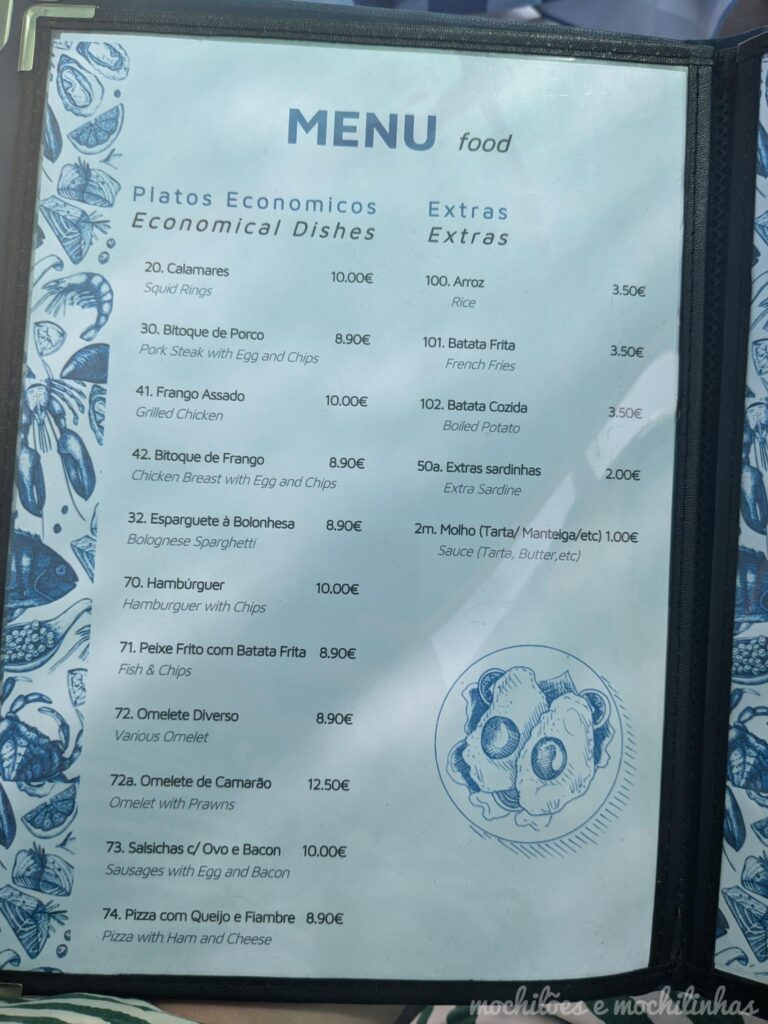 MENU food
Platos Economicos
Economical Dishes
20. Calamares 10.00€
Squid Rings
30. Bitoque de Porco 8.90€
Pork Steak with Egg and Chips
41. Frango Assado 10.00€
Grilled Chicken
42. Bitoque de Frango 8.90€
Chicken Breast with Egg and Chips
32. Esparguete à Bolonhesa 8.90€
Bolognese Sparghetti
70. Hambúrguer 10.00€
Hamburguer with Chips
71. Peixe Frito com Batata Frita 8.90€
Fish & Chips
72. Omelete Diverso 8.90€
Various Omelet
72a. Omelete de Camarão 12.50€
Omelet with Prawns
73. Salsichas c/ Ovo e Bacon 10.00€
Sausages with Egg and Bacon
74. Pizza com Queijo e Fiambre 8.90€
Pizza with Ham and Cheese
Extras
Extras
100. Arroz 3.50€
Rice
101. Batata Frita 3.50€
French Fries
102. Batata Cozida 3.50€
Boiled Potato
50a. Extras sardinhas 2.00€
Extra Sardine
2m. Molho (Tarta/ Manteiga/etc) 1.00€
Sauce (Tarta, Butter,etc)
mochilões e mochilinhas